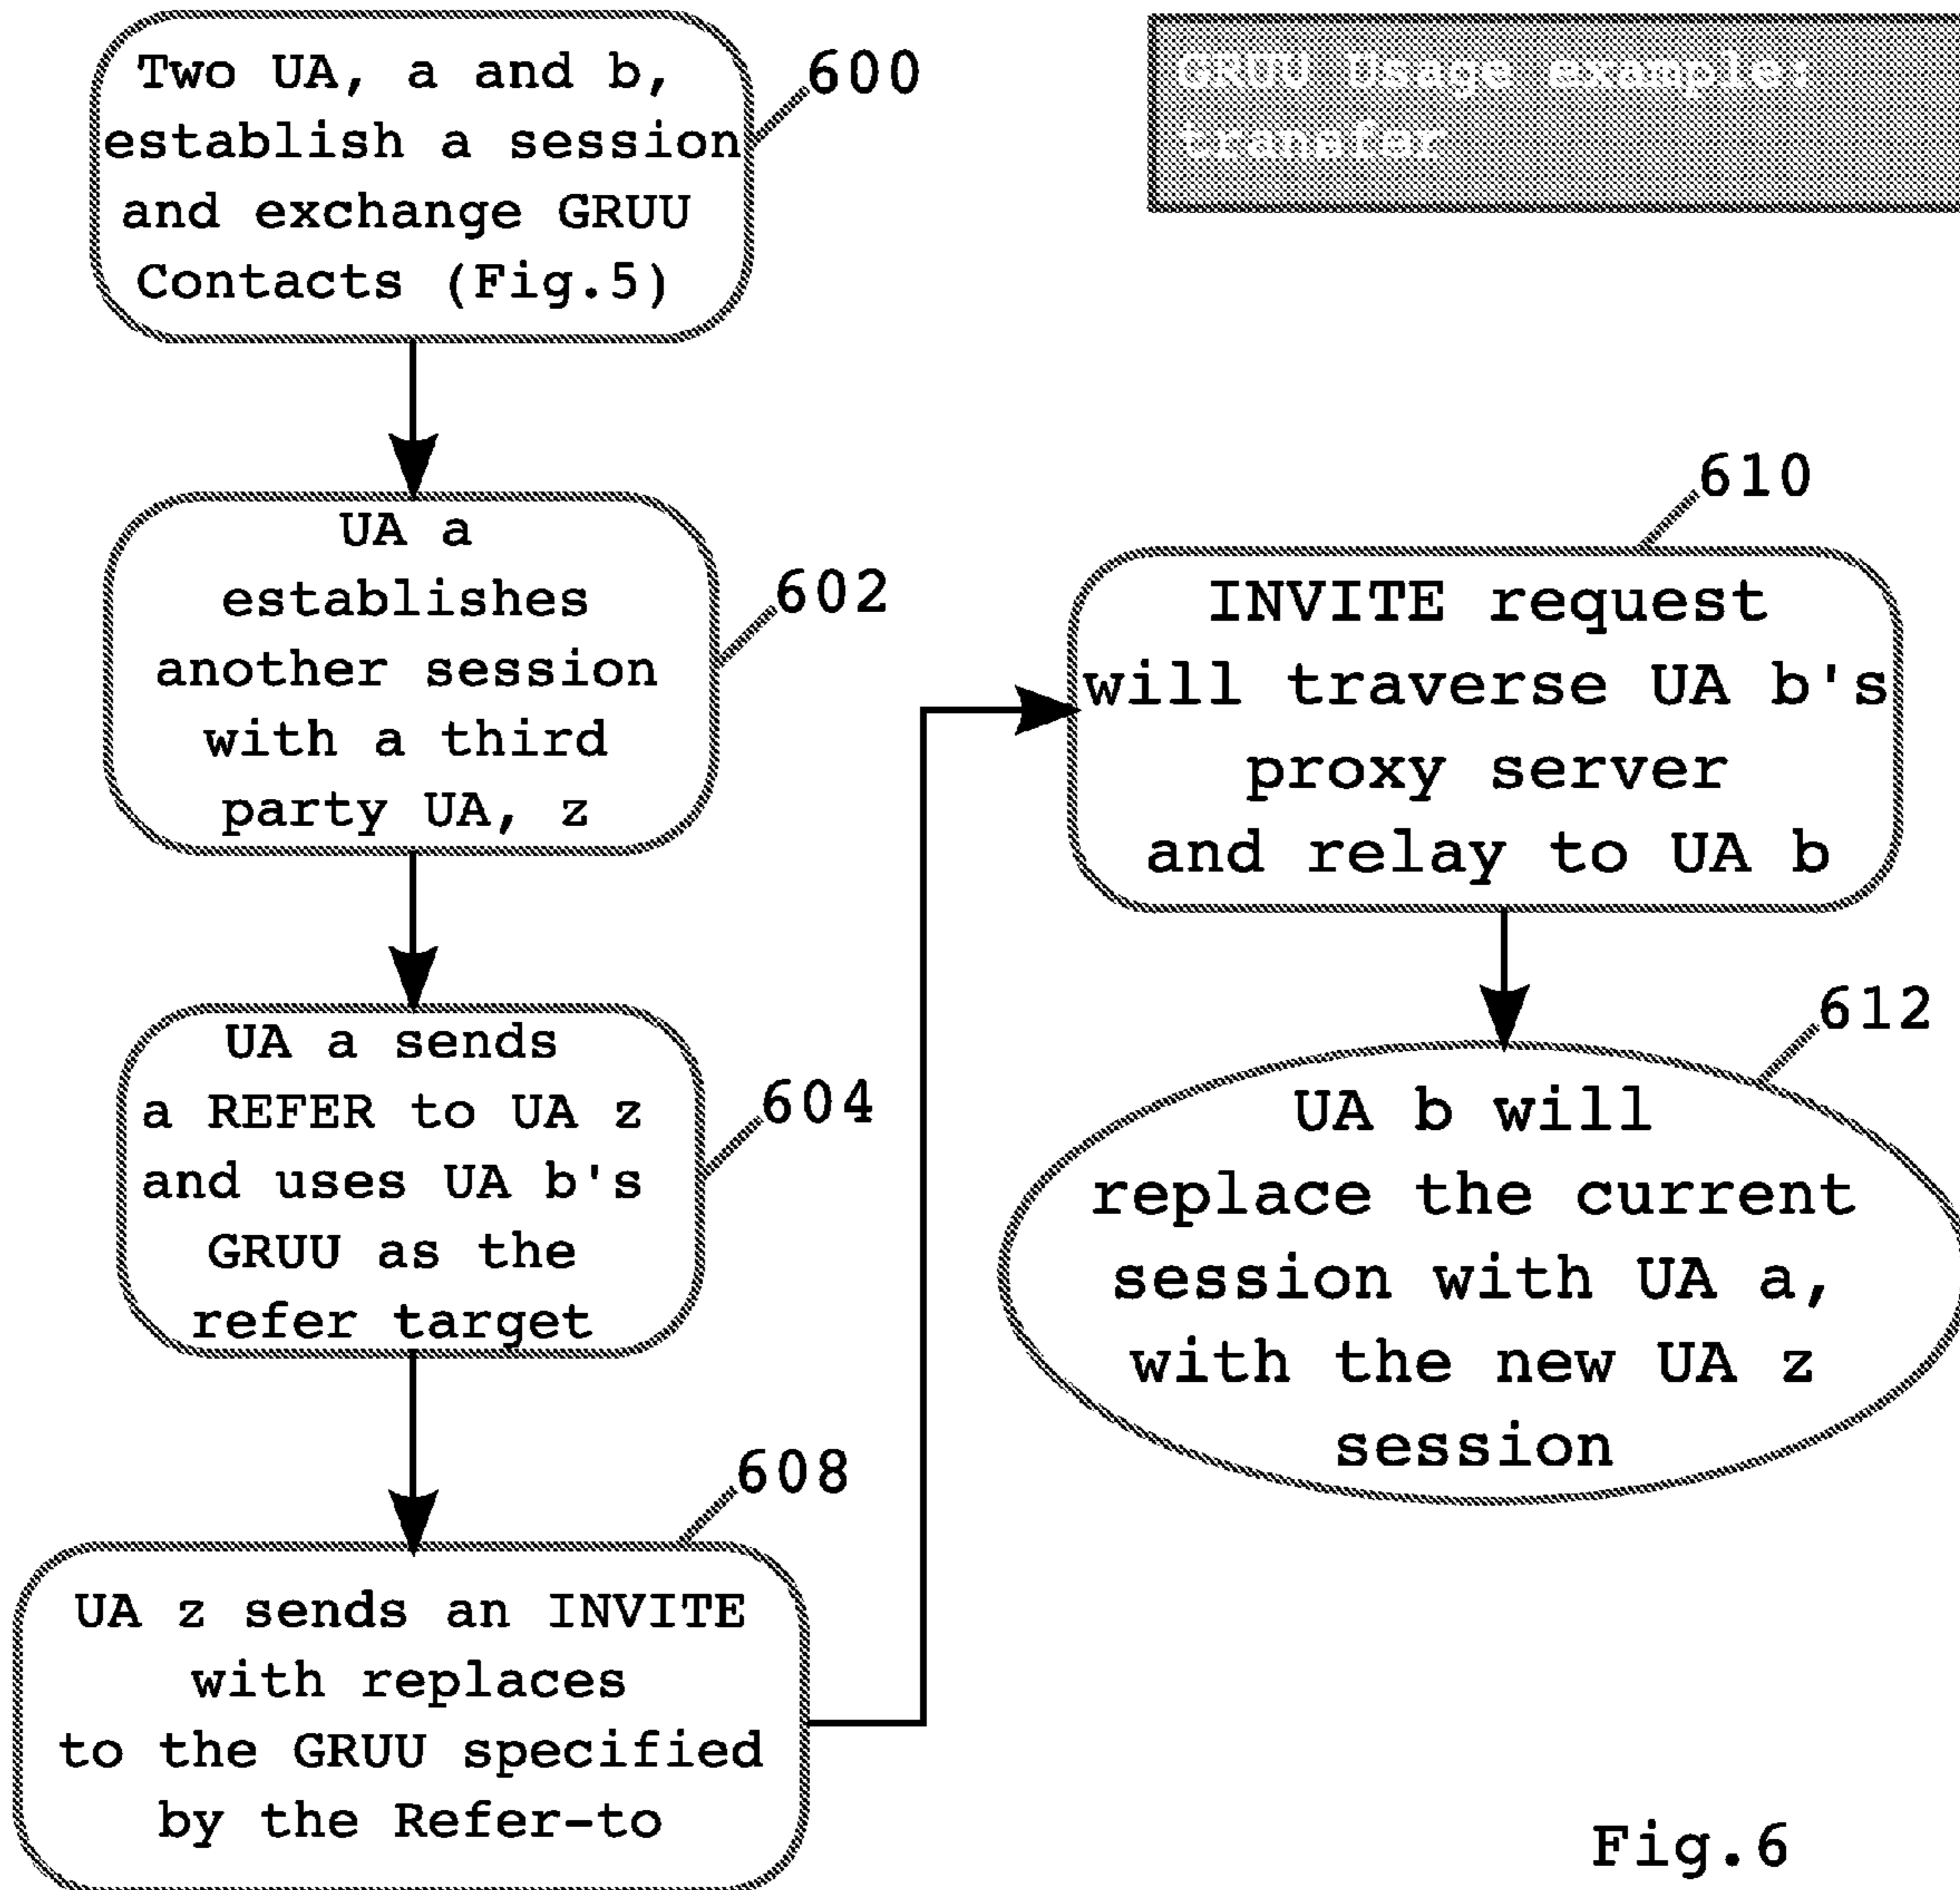 Two UA, a and b,
establish a session
and exchange GRUU
Contacts (Fig.5)
600
GRUU Usage example:
transfer
UA a
establishes
another session
with a third
party UA, z
602
UA a sends
a REFER to UA z
and uses UA b's
GRUU as the
refer target
604
UA z sends an INVITE
with replaces
to the GRUU specified
by the Refer-to
608
610
INVITE request
will traverse UA b's
proxy server
and relay to UA b
612
UA b will
replace the current
session with UA a,
with the new UA z
session
Fig.6